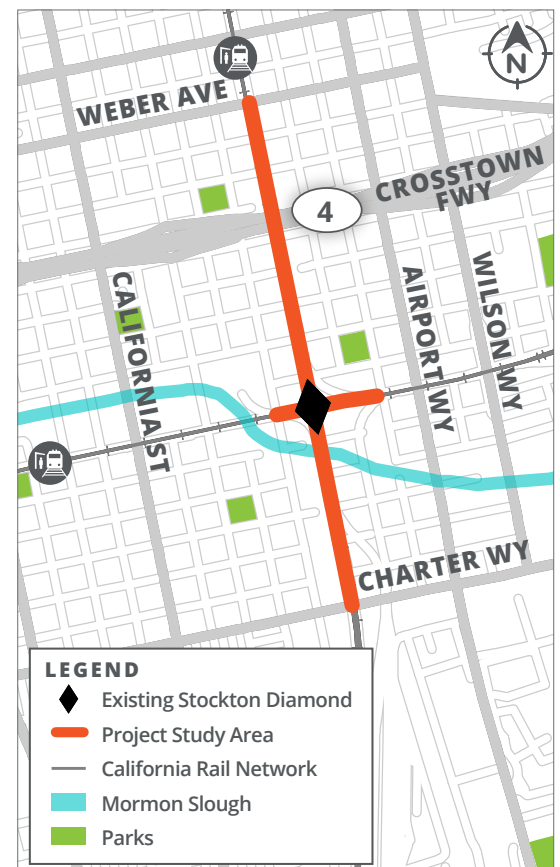 N
WEBER AVE
CROSSTOWN
FWY
4
CALIFORNIA ST
AIRPORT WY
WILSON WY
CHARTER WY
LEGEND
Existing Stockton Diamond
Project Study Area
California Rail Network
Mormon Slough
Parks